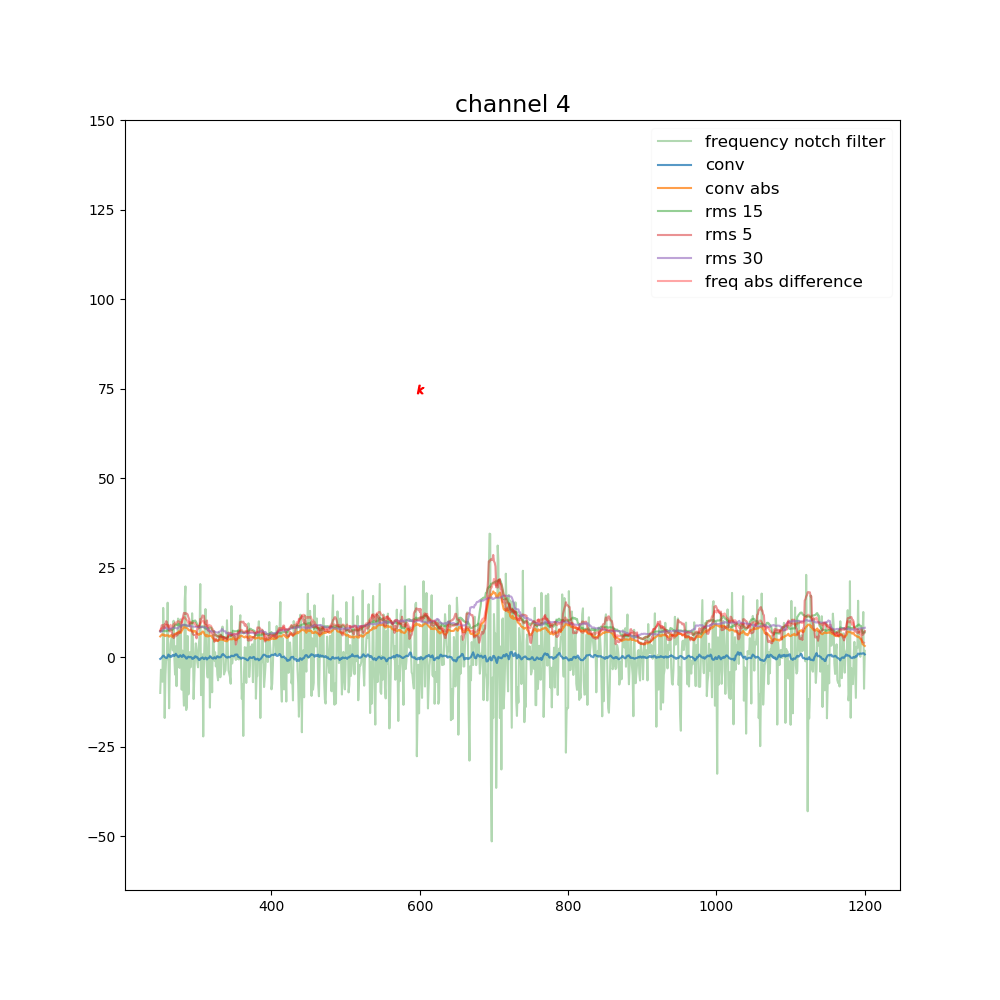 channel 4
150
125
100
75
50
25
0
−25
−50
400 600 800 1000 1200
frequency notch filter
conv
conv abs
rms 15
rms 5
rms 30
freq abs difference
k